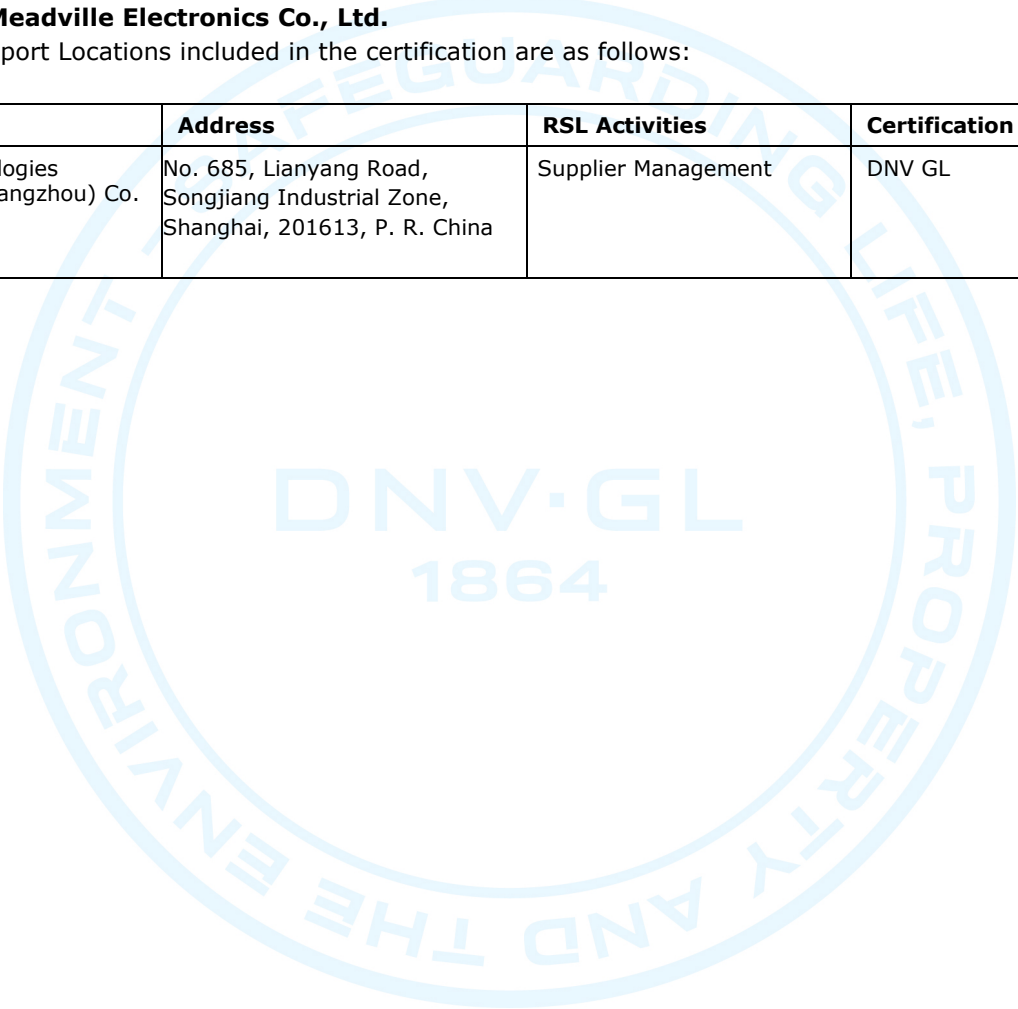 Meadville Electronics Co., Ltd.
port Locations included in the certification are as follows:
Address RSL Activities Certification
logies No. 685, Lianyang Road, Supplier Management DNV GL
angzhou) Co. Songjiang Industrial Zone,
Shanghai, 201613, P. R. China
SAFEGUARDING LIFE, PROPERTY AND THE ENVIRONMENT
DNV·GL
1864